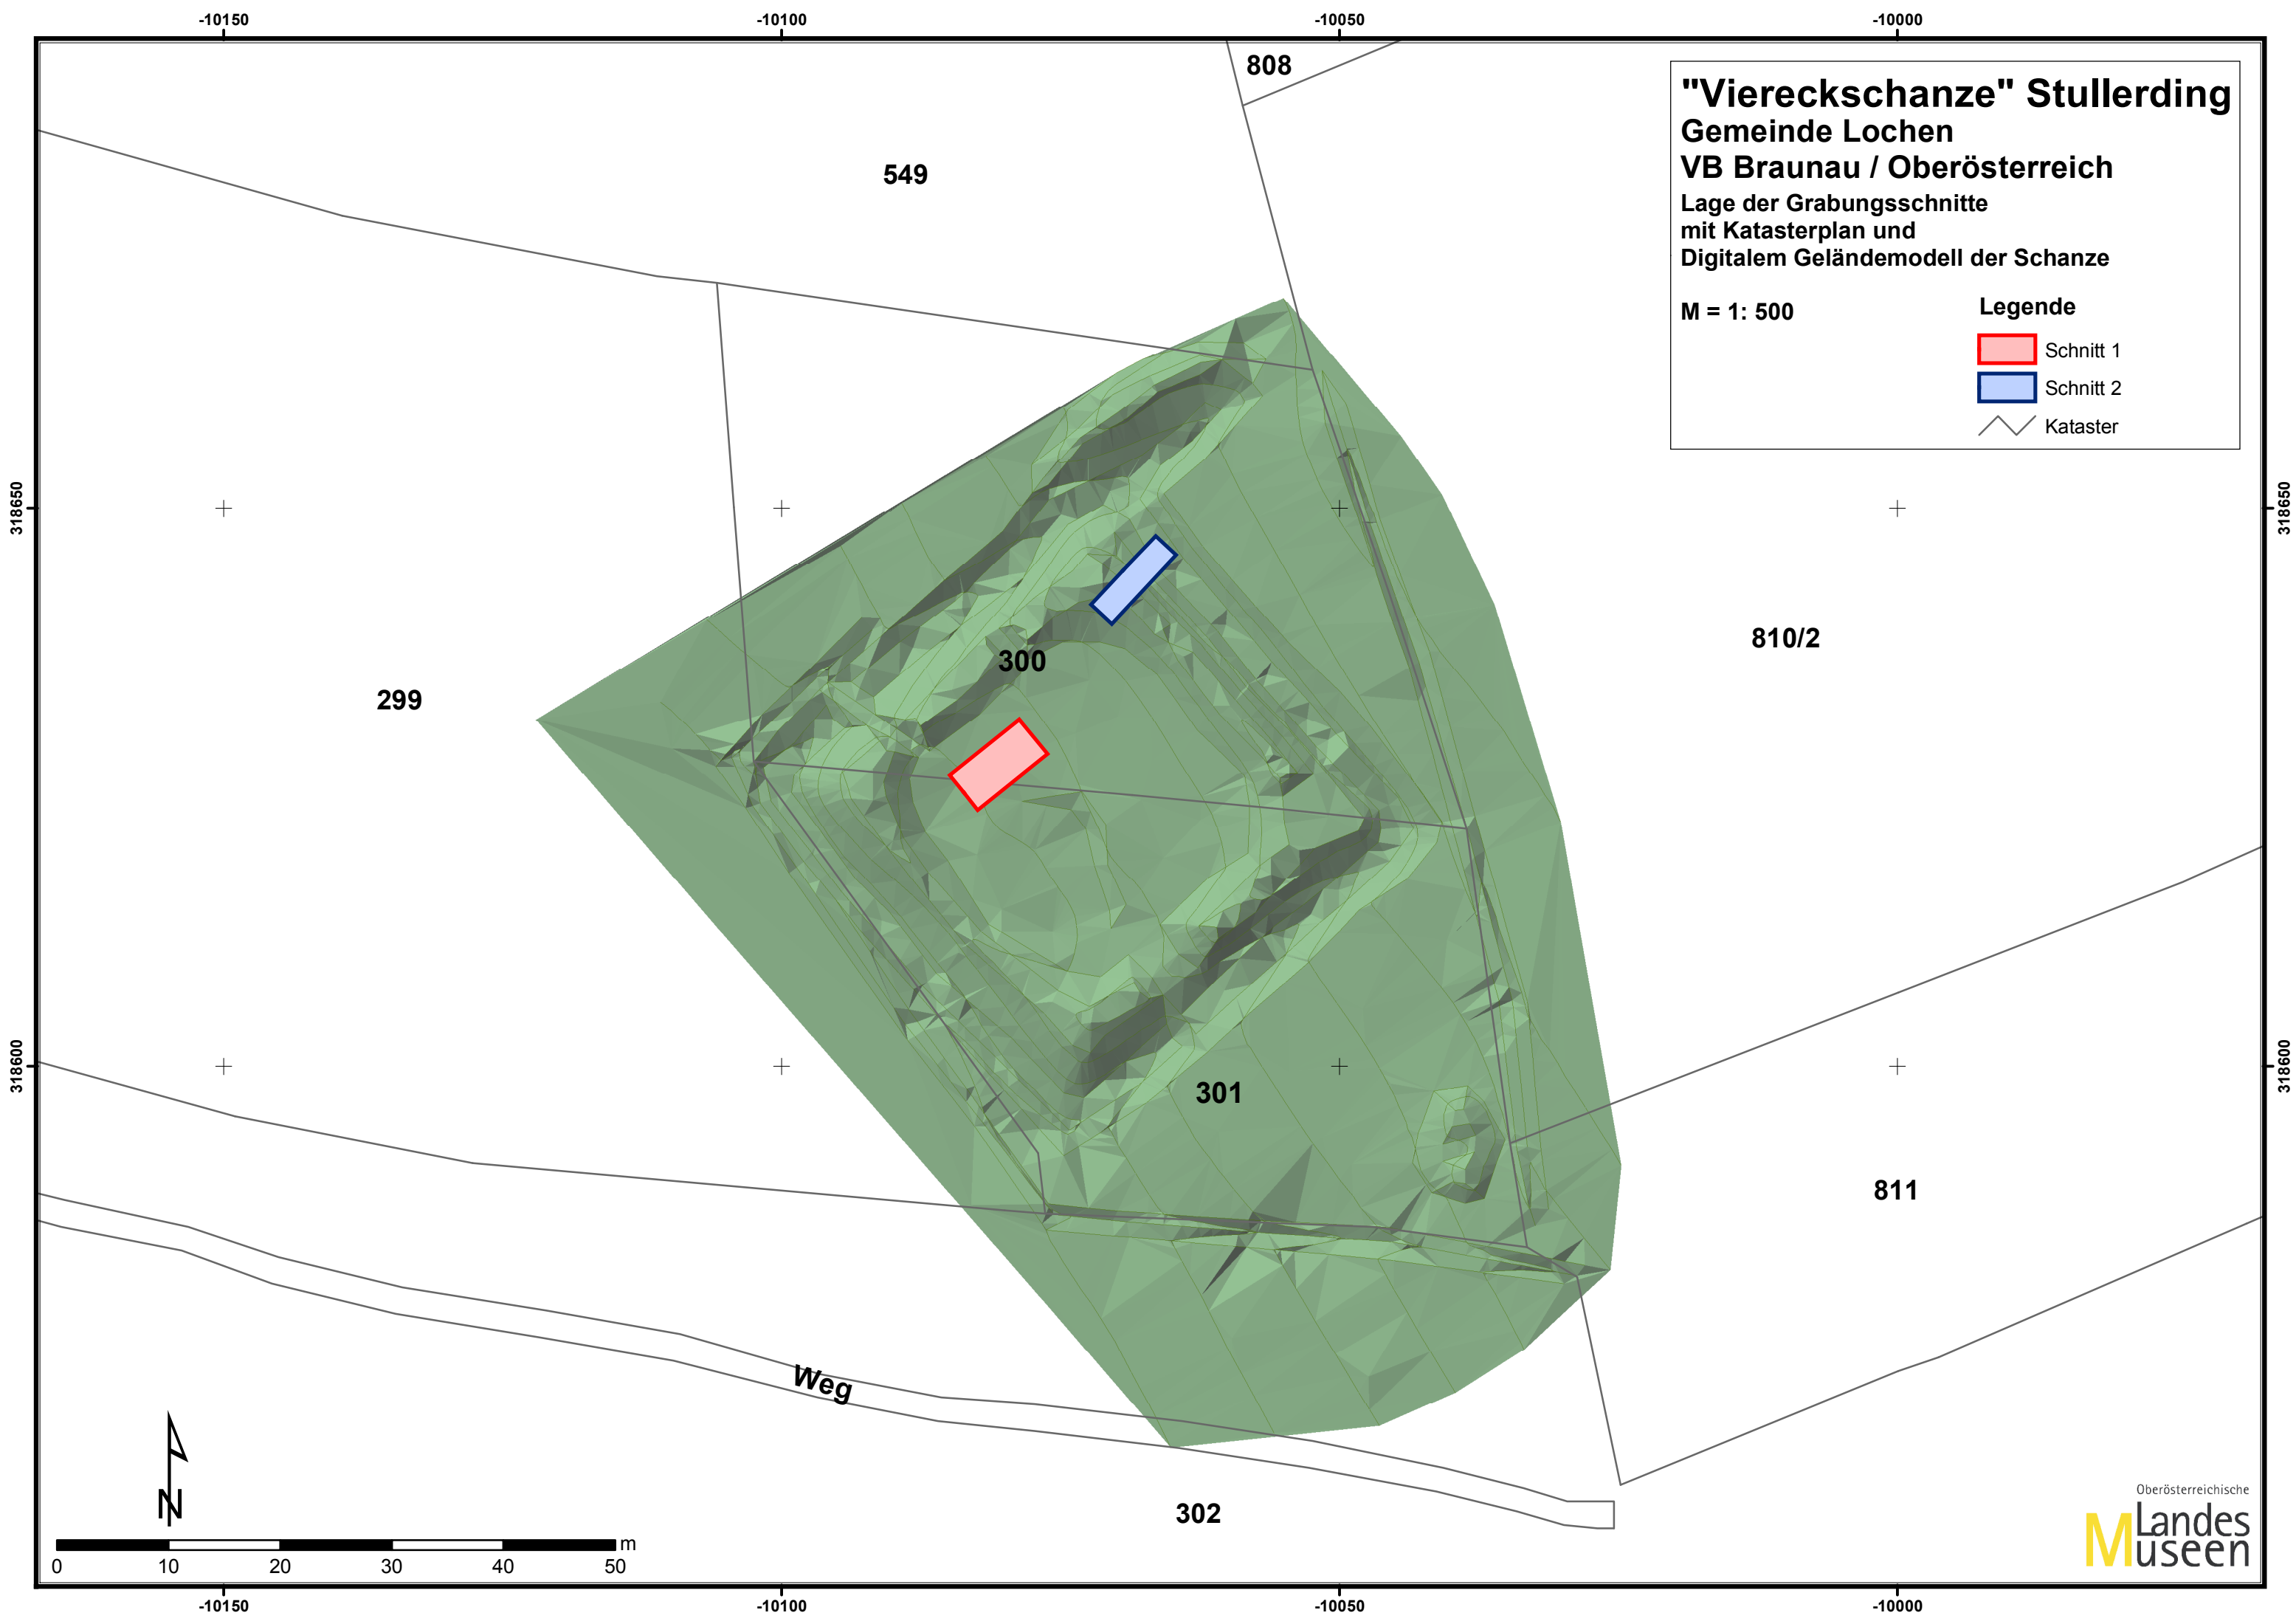 -10150 -10100 -10050 -10000
808
"Viereckschanze" Stullerding
Gemeinde Lochen
VB Braunau / Oberösterreich
Lage der Grabungsschnitte
mit Katasterplan und
Digitalem Geländemodell der Schanze
M = 1: 500
Legende
Schnitt 1
Schnitt 2
Kataster
549
318650
318650
810/2
300
299
318600
318600
301
811
Weg
302
N
m
0 10 20 30 40 50
Oberösterreichische
Landes
Museen
-10150 -10100 -10050 -10000